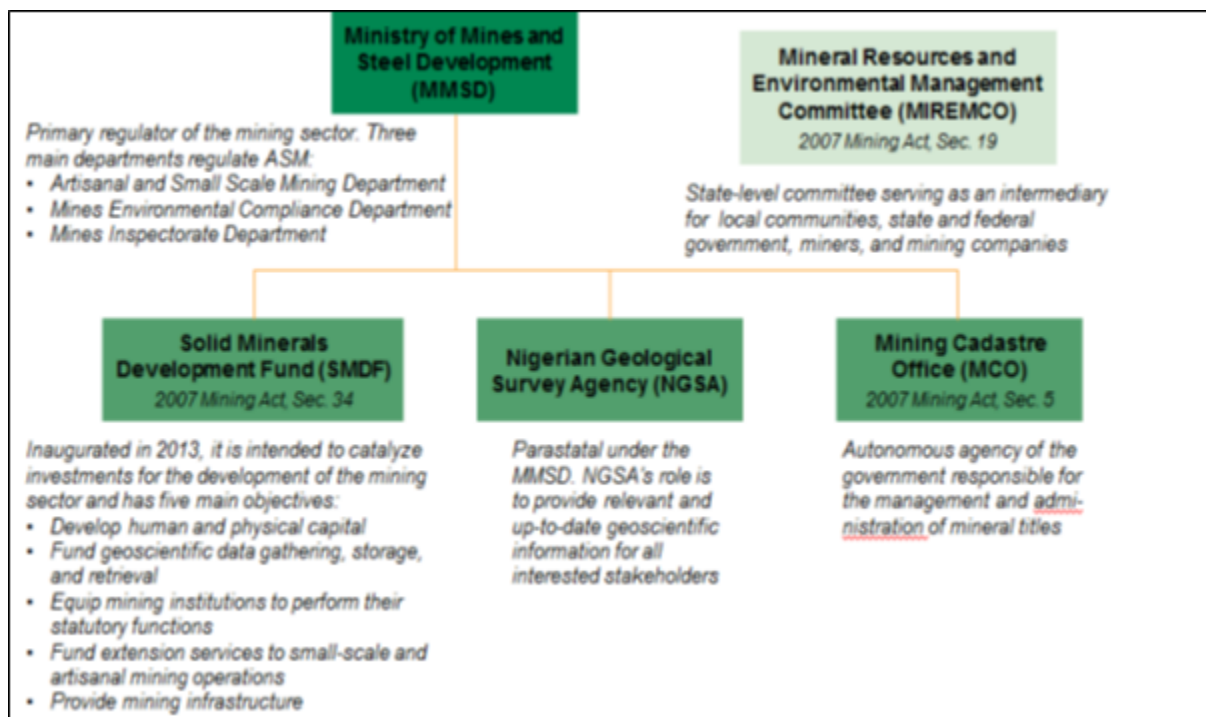 Ministry of Mines and
Steel Development
(MMSD)
Mineral Resources and
Environmental Management
Committee (MIREMCO)
2007 Mining Act, Sec. 19
Primary regulator of the mining sector. Three
main departments regulate ASM:
• Artisanal and Small Scale Mining Department
• Mines Environmental Compliance Department
• Mines Inspectorate Department
State-level committee serving as an intermediary
for local communities, state and federal
government, miners, and mining companies
Solid Minerals
Development Fund (SMDF)
2007 Mining Act, Sec. 34
Nigerian Geological
Survey Agency (NGSA)
Mining Cadastre
Office (MCO)
2007 Mining Act, Sec. 5
Inaugurated in 2013, it is intended to catalyze
investments for the development of the mining
sector and has five main objectives:
• Develop human and physical capital
• Fund geoscientific data gathering, storage,
and retrieval
• Equip mining institutions to perform their
statutory functions
• Fund extension services to small-scale and
artisanal mining operations
• Provide mining infrastructure
Parastatal under the
MMSD. NGSA's role is
to provide relevant and
up-to-date geoscientific
information for all
interested stakeholders
Autonomous agency of the
government responsible for
the management and admi-
nistration of mineral titles